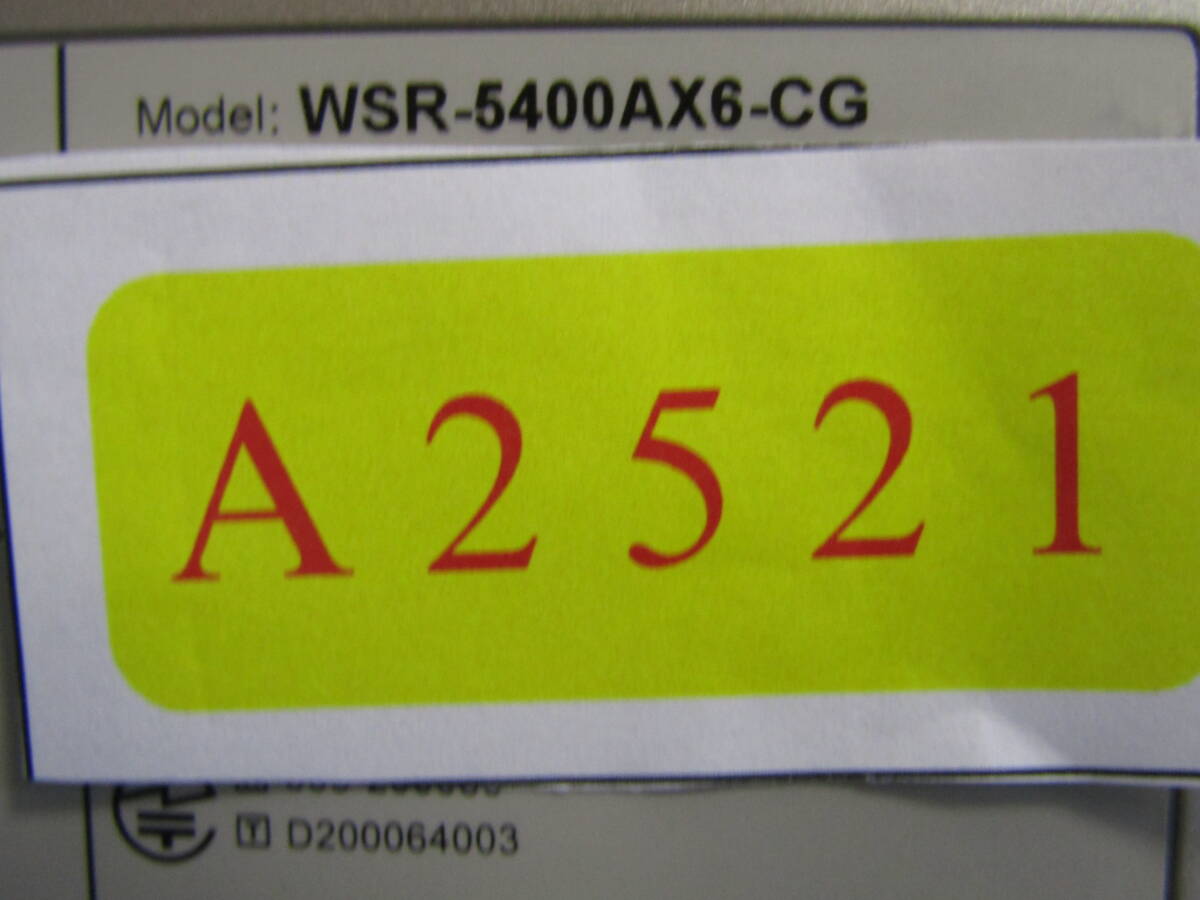 Model: WSR-5400AX6-CG
A2521
T D200064003